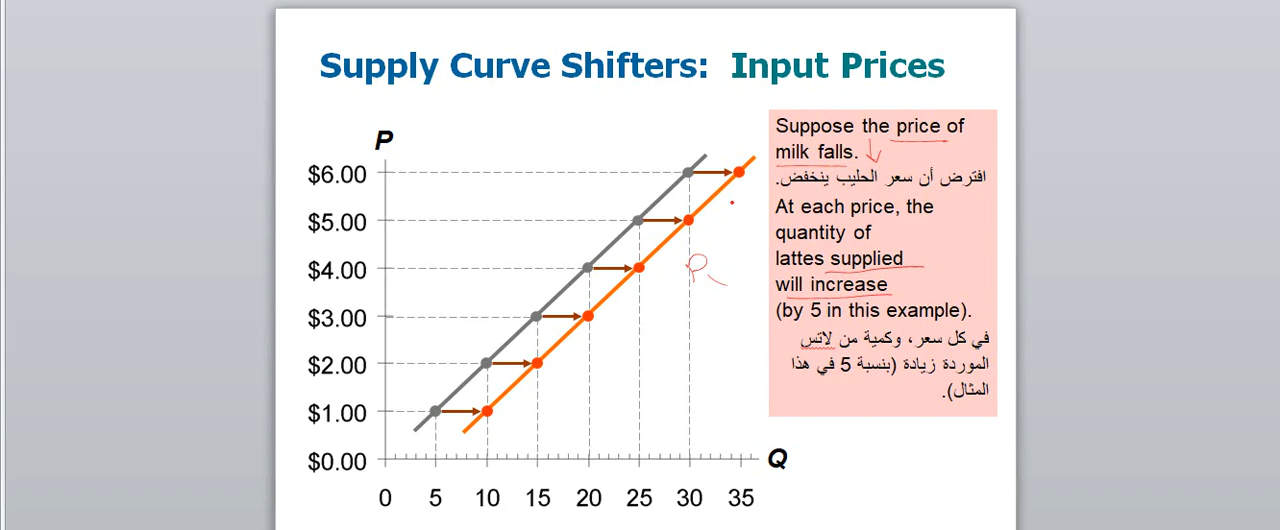 Supply Curve Shifters: Input Prices
P
$6.00
$5.00
$4.00
$3.00
$2.00
$1.00
$0.00
0 5 10 15 20 25 30 35
Q
Suppose the price of
milk falls.
افترض أن سعر الحليب ينخفض.
At each price, the
quantity of
lattes supplied
will increase
(by 5 in this example).
في كل سعر، وكمية من لاتس
الموردة زيادة (بنسبة 5 في هذا
المثال).